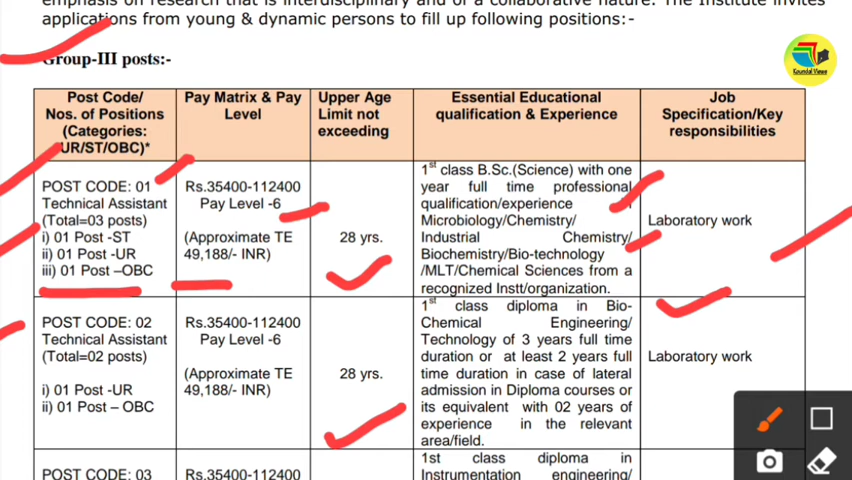 emphasis on research that is interdisciplinary and of a collaborative nature. The Institute invites
applications from young & dynamic persons to fill up following positions:-
Group-III posts:-
Koundal Views
Post Code/
Nos. of Positions
(Categories:
UR/ST/OBC)*
Pay Matrix & Pay
Level
Upper Age
Limit not
exceeding
Essential Educational
qualification & Experience
Job
Specification/Key
responsibilities
POST CODE: 01
Technical Assistant
(Total=03 posts)
i) 01 Post -ST
ii) 01 Post -UR
iii) 01 Post –OBC
Rs.35400-112400
Pay Level -6
(Approximate TE
49,188/- INR)
28 yrs.
1st class B.Sc.(Science) with one
year full time professional
qualification/experience in
Microbiology/Chemistry/
Industrial Chemistry/
Biochemistry/Bio-technology
/MLT/Chemical Sciences from a
recognized Instt/organization.
Laboratory work
POST CODE: 02
Technical Assistant
(Total=02 posts)
i) 01 Post -UR
ii) 01 Post – OBC
Rs.35400-112400
Pay Level -6
(Approximate TE
49,188/- INR)
28 yrs.
1st class diploma in Bio-
Chemical Engineering/
Technology of 3 years full time
duration or at least 2 years full
time duration in case of lateral
admission in Diploma courses or
its equivalent with 02 years of
experience in the relevant
area/field.
Laboratory work
POST CODE: 03
Rs.35400-112400
1st class diploma in
Instrumentation engineering/